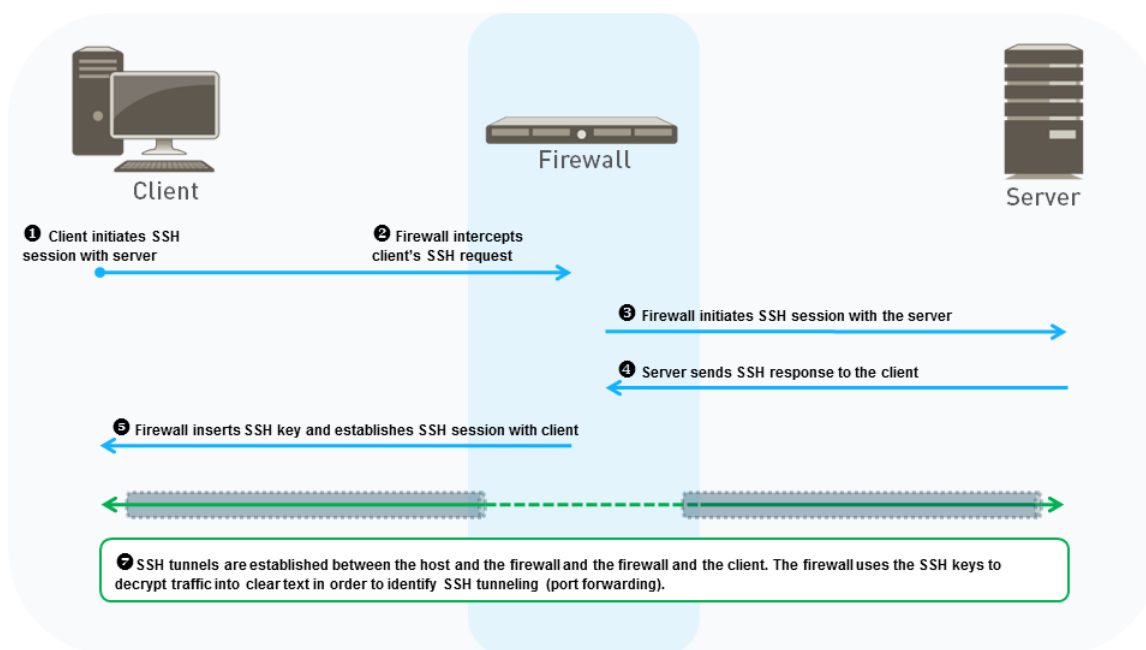 Client
Firewall
Server
❶ Client initiates SSH
session with server
❷ Firewall intercepts
client's SSH request
❸ Firewall initiates SSH session with the server
❹ Server sends SSH response to the client
❺ Firewall inserts SSH key and establishes SSH session with client
❼ SSH tunnels are established between the host and the firewall and the firewall and the client. The firewall uses the SSH keys to
decrypt traffic into clear text in order to identify SSH tunneling (port forwarding).